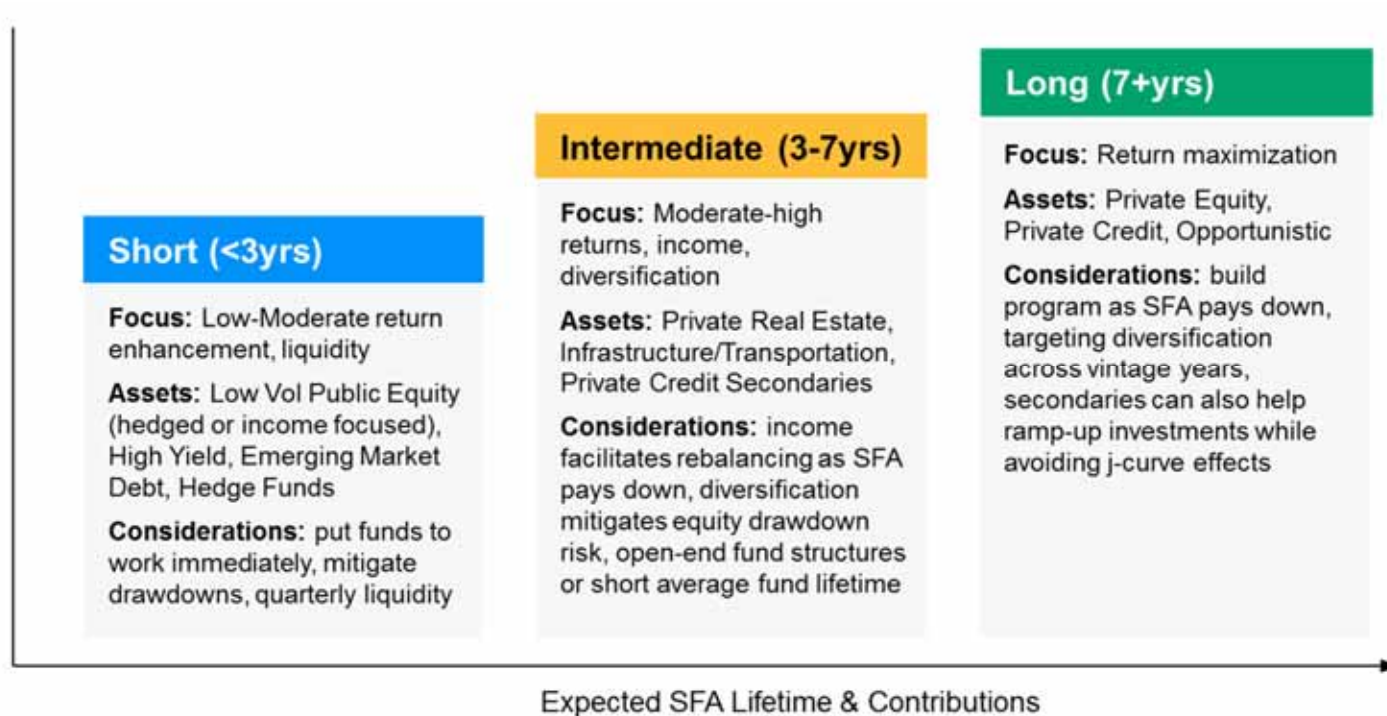 Short (<3yrs)
Focus: Low-Moderate return
enhancement, liquidity
Assets: Low Vol Public Equity
(hedged or income focused),
High Yield, Emerging Market
Debt, Hedge Funds
Considerations: put funds to
work immediately, mitigate
drawdowns, quarterly liquidity
Intermediate (3-7yrs)
Focus: Moderate-high
returns, income,
diversification
Assets: Private Real Estate,
Infrastructure/Transportation,
Private Credit Secondaries
Considerations: income
facilitates rebalancing as SFA
pays down, diversification
mitigates equity drawdown
risk, open-end fund structures
or short average fund lifetime
Long (7+yrs)
Focus: Return maximization
Assets: Private Equity,
Private Credit, Opportunistic
Considerations: build
program as SFA pays down,
targeting diversification
across vintage years,
secondaries can also help
ramp-up investments while
avoiding j-curve effects
Expected SFA Lifetime & Contributions